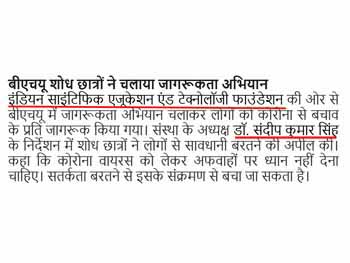 बीएचयू शोध छात्रों ने चलाया जागरूकता अभियान
इंडियन साइंटिफिक एजूकेशन एंड टेक्नोलॉजी फाउंडेशन की ओर से
बीएचयू में जागरूकता अभियान चलाकर लोगों को कोरोना से बचाव
के प्रति जागरूक किया गया। संस्था के अध्यक्ष डॉ. संदीप कुमार सिंह
के निर्देशन में शोध छात्रों ने लोगों से सावधानी बरतने की अपील की।
कहा कि कोरोना वायरस को लेकर अफवाहों पर ध्यान नहीं देना
चाहिए। सतर्कता बरतने से इसके संक्रमण से बचा जा सकता है।